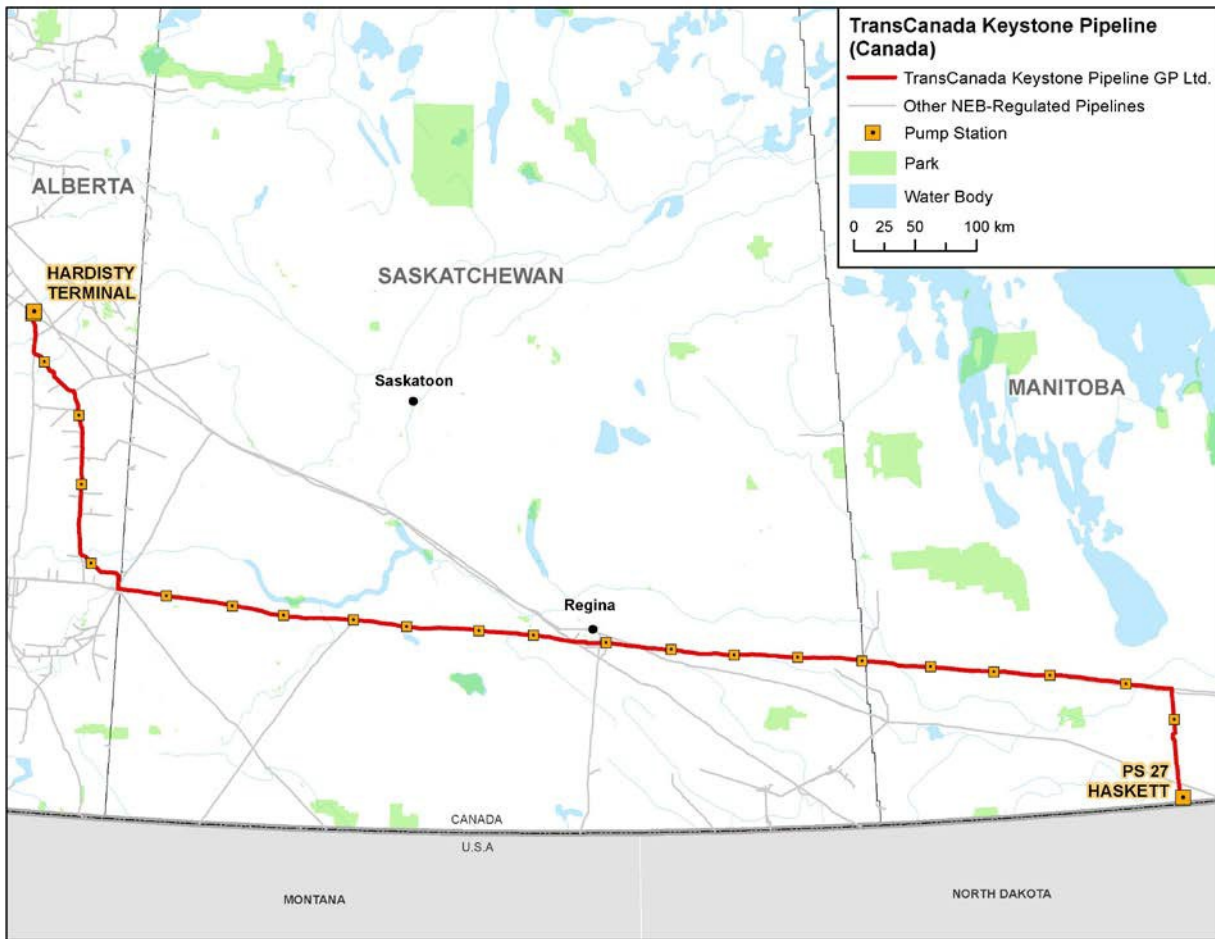 TransCanada Keystone Pipeline
(Canada)
TransCanada Keystone Pipeline GP Ltd.
Other NEB-Regulated Pipelines
Pump Station
Park
Water Body
0 25 50 100 km
ALBERTA
HARDISTY
TERMINAL
SASKATCHEWAN
Saskatoon
MANITOBA
Regina
PS 27
HASKETT
CANADA
U.S.A
MONTANA
NORTH DAKOTA